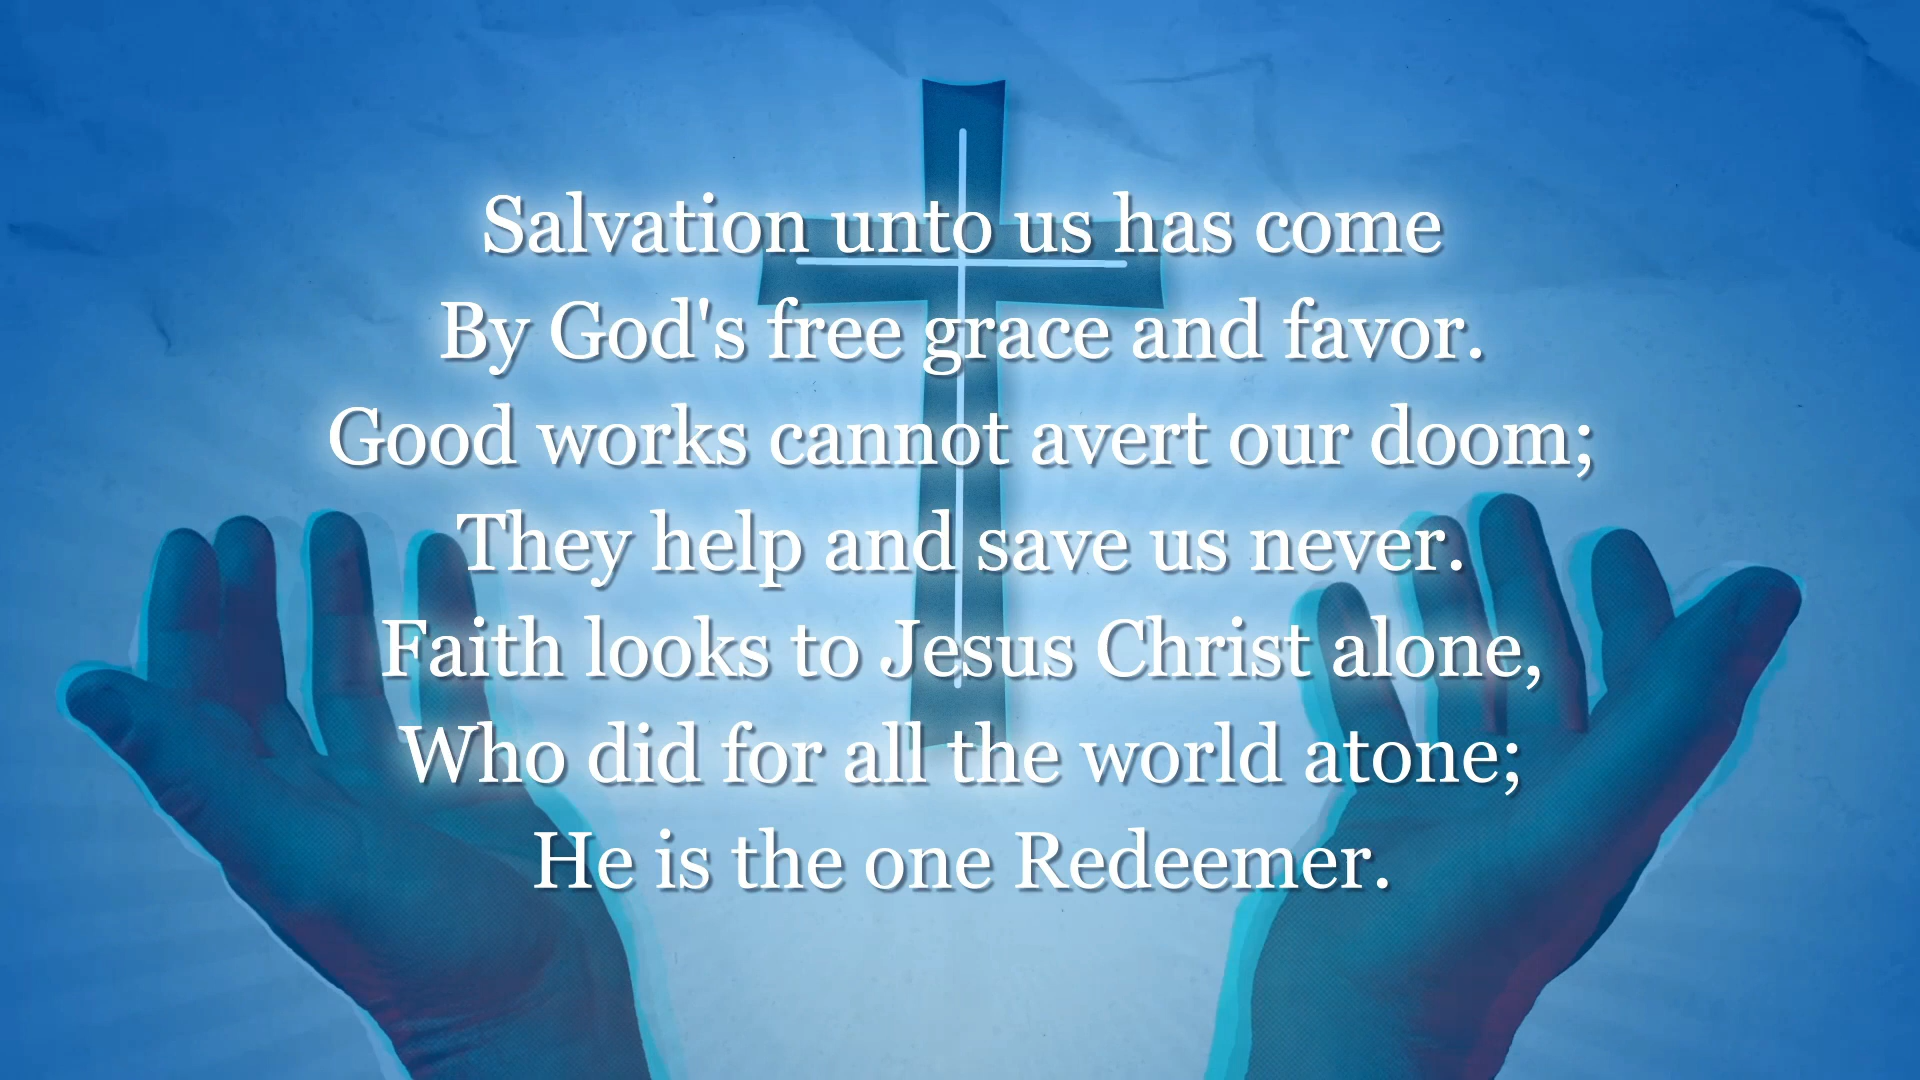 Salvation unto us has come
By God's free grace and favor.
Good works cannot avert our doom;
They help and save us never.
Faith looks to Jesus Christ alone,
Who did for all the world atone;
He is the one Redeemer.